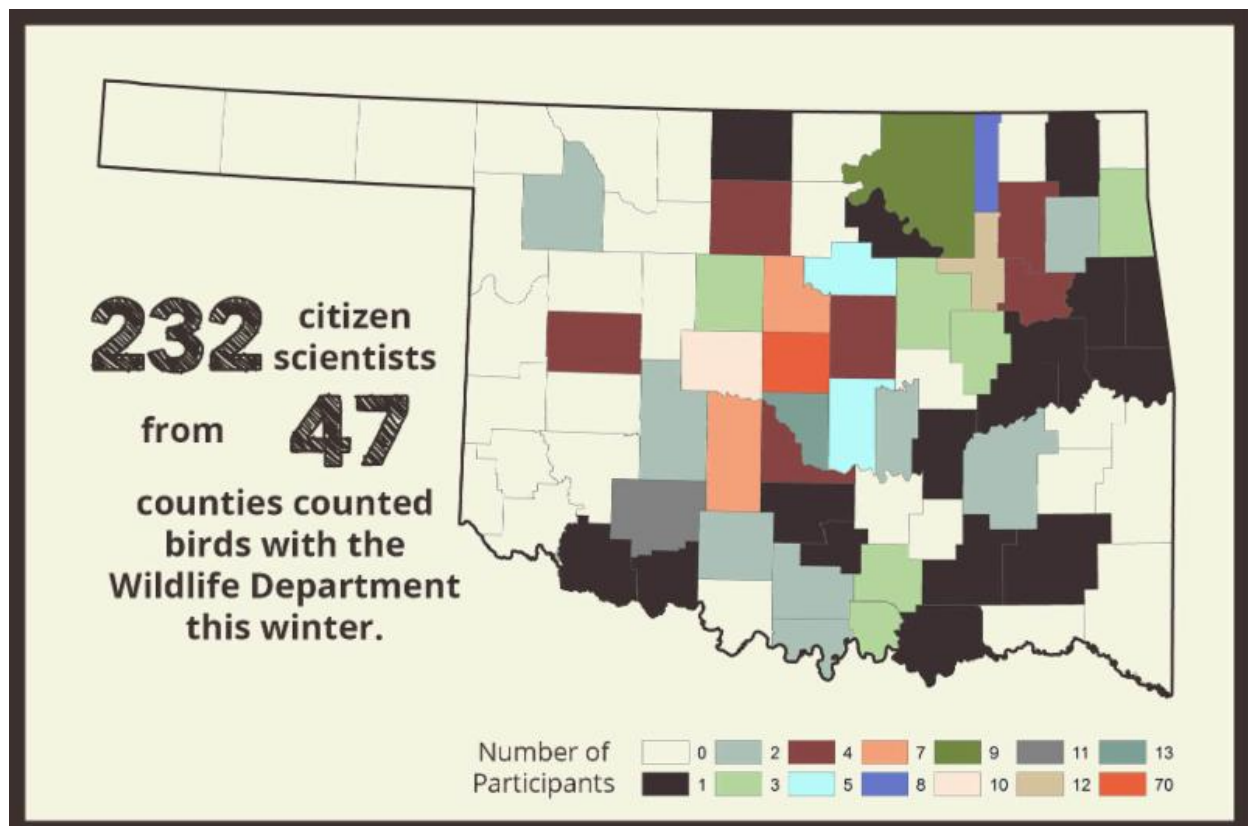 232 citizen
scientists
from 47
counties counted
birds with the
Wildlife Department
this winter.
Number of
Participants
0 2 4 7 9 11 13
1 3 5 8 10 12 70